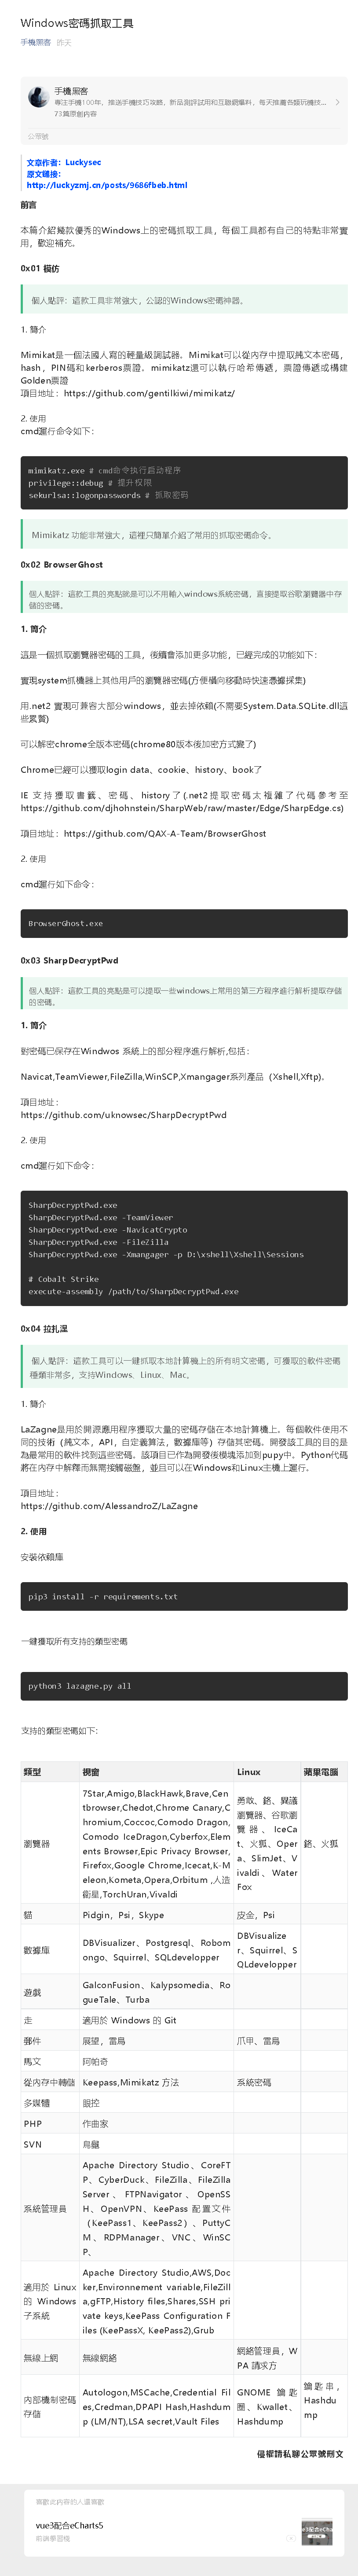 Windows密碼抓取工具
手機黑客 昨天
手機黑客
專注手機100年，推送手機技巧攻略，新品測評試用和互聯網爆料，每天推薦各類玩機技...
73篇原創内容
公眾號
文章作者：Luckysec
原文鏈接：
http://luckyzmj.cn/posts/9686fbeb.html
前言
本篇介紹幾款優秀的Windows上的密碼抓取工具，每個工具都有自己的特點非常實
用，歡迎補充。
0x01 模仿
個人點評：這款工具非常強大，公認的Windows密碼神器。
1. 簡介
Mimikat是一個法國人寫的輕量級調試器。Mimikat可以從內存中提取純文本密碼，
hash，PIN碼和kerberos票證。mimikatz還可以執行哈希傳遞，票證傳遞或構建
Golden票證
項目地址：https://github.com/gentilkiwi/mimikatz/
2. 使用
cmd運行命令如下：
mimikatz.exe # cmd命令执行启动程序
privilege::debug # 提升权限
sekurlsa::logonpasswords # 抓取密码
Mimikatz 功能非常強大，這裡只簡單介紹了常用的抓取密碼命令。
0x02 BrowserGhost
個人點評：這款工具的亮點就是可以不用輸入windows系統密碼，直接提取谷歌瀏覽器中存
儲的密碼。
1. 簡介
這是一個抓取瀏覽器密碼的工具，後續會添加更多功能，已經完成的功能如下：
實現system抓機器上其他用戶的瀏覽器密碼(方便橫向移動時快速憑據採集)
用.net2 實現可兼容大部分windows，並去掉依賴(不需要System.Data.SQLite.dll這
些累贅)
可以解密chrome全版本密碼(chrome80版本後加密方式變了)
Chrome已經可以獲取login data、cookie、history、book了
IE 支持獲取書籤、密碼、history了(.net2提取密碼太複雜了代碼參考至
https://github.com/djhohnstein/SharpWeb/raw/master/Edge/SharpEdge.cs)
項目地址：https://github.com/QAX-A-Team/BrowserGhost
2. 使用
cmd運行如下命令：
BrowserGhost.exe
0x03 SharpDecryptPwd
個人點評：這款工具的亮點是可以提取一些windows上常用的第三方程序進行解析提取存儲
的密碼。
1. 簡介
對密碼已保存在Windwos 系統上的部分程序進行解析,包括：
Navicat,TeamViewer,FileZilla,WinSCP,Xmangager系列產品（Xshell,Xftp)。
項目地址：
https://github.com/uknowsec/SharpDecryptPwd
2. 使用
cmd運行如下命令：
SharpDecryptPwd.exe
SharpDecryptPwd.exe -TeamViewer
SharpDecryptPwd.exe -NavicatCrypto
SharpDecryptPwd.exe -FileZilla
SharpDecryptPwd.exe -Xmangager -p D:\xshell\Xshell\Sessions
# Cobalt Strike
execute-assembly /path/to/SharpDecryptPwd.exe
0x04 拉扎涅
個人點評：這款工具可以一鍵抓取本地計算機上的所有明文密碼，可獲取的軟件密碼
種類非常多，支持Windows、Linux、Mac。
1. 簡介
LaZagne是用於開源應用程序獲取大量的密碼存儲在本地計算機上。每個軟件使用不
同的技術（純文本，API，自定義算法，數據庫等）存儲其密碼。開發該工具的目的是
為最常用的軟件找到這些密碼。該項目已作為開發後模塊添加到pupy中。Python代碼
將在內存中解釋而無需接觸磁盤，並且可以在Windows和Linux主機上運行。
項目地址：
https://github.com/AlessandroZ/LaZagne
2. 使用
安裝依賴庫
pip3 install -r requirements.txt
一鍵獲取所有支持的類型密碼
python3 lazagne.py all
支持的類型密碼如下：
類型 視窗 Linux 蘋果電腦
瀏覽器
7Star,Amigo,BlackHawk,Brave,Cen
tbrowser,Chedot,Chrome Canary,C
hromium,Coccoc,Comodo Dragon,
Comodo IceDragon,Cyberfox,Elem
ents Browser,Epic Privacy Browser,
Firefox,Google Chrome,Icecat,K-M
eleon,Kometa,Opera,Orbitum ,人造
衛星,TorchUran,Vivaldi
勇敢、鉻、異議
瀏覽器、谷歌瀏
覽器、IceCa
t、火狐、Oper
a、SlimJet、V
ivaldi、Water
Fox
鉻、火狐
貓 Pidgin，Psi，Skype 皮金，Psi
數據庫
DBVisualizer、Postgresql、Robom
ongo、Squirrel、SQLdevelopper
DBVisualize
r、Squirrel、S
QLdevelopper
遊戲
GalconFusion、Kalypsomedia、Ro
gueTale、Turba
走 適用於 Windows 的 Git
郵件 展望，雷鳥 爪甲、雷鳥
馬文 阿帕奇
從內存中轉儲 Keepass,Mimikatz 方法 系統密碼
多媒體 眼控
PHP 作曲家
SVN 烏龜
系統管理員
Apache Directory Studio、CoreFT
P、CyberDuck、FileZilla、FileZilla
Server、FTPNavigator、OpenSS
H、OpenVPN、KeePass 配置文件
（KeePass1、KeePass2）、PuttyC
M、RDPManager、VNC、WinSC
P、
適用於 Linux
的 Windows
子系統
Apache Directory Studio,AWS,Doc
ker,Environnement variable,FileZill
a,gFTP,History files,Shares,SSH pri
vate keys,KeePass Configuration F
iles (KeePassX, KeePass2),Grub
無線上網 無線網絡
網絡管理員，W
PA 請求方
內部機制密碼
存儲
Autologon,MSCache,Credential Fil
es,Credman,DPAPI Hash,Hashdum
p (LM/NT),LSA secret,Vault Files
GNOME 鑰匙
圈、Kwallet、
Hashdump
鑰匙串，
Hashdu
mp
侵權請私聊公眾號刪文
喜歡此內容的人還喜歡
vue3配合eCharts5
前端學習棧